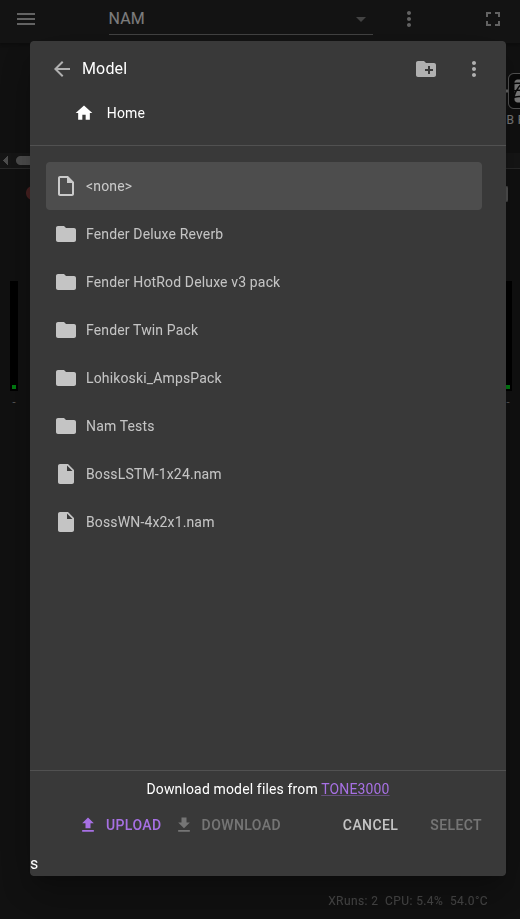 NAM
Model
Home
<none>
Fender Deluxe Reverb
Fender HotRod Deluxe v3 pack
Fender Twin Pack
Lohikoski_AmpsPack
Nam Tests
BossLSTM-1x24.nam
BossWN-4x2x1.nam
Download model files from TONE3000
UPLOAD DOWNLOAD CANCEL SELECT
s
XRuns: 2 CPU: 5.4% 54.0°C